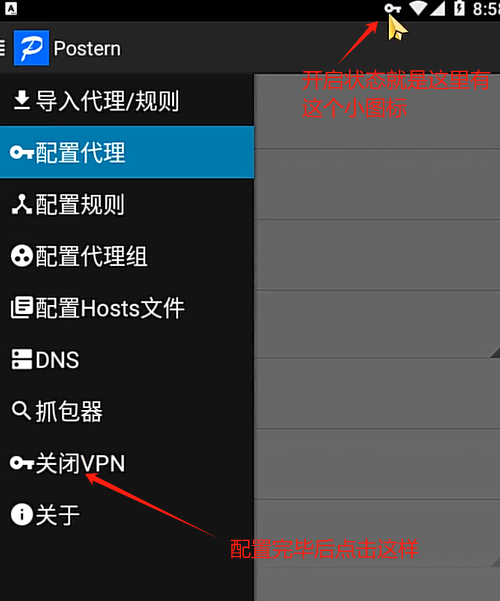 A
8:58
Postern
开启状态就是这里有
这个小图标
导入代理/规则
配置代理
配置规则
配置代理组
配置Hosts文件
DNS
抓包器
关闭VPN
关于
配置完毕后点击这样